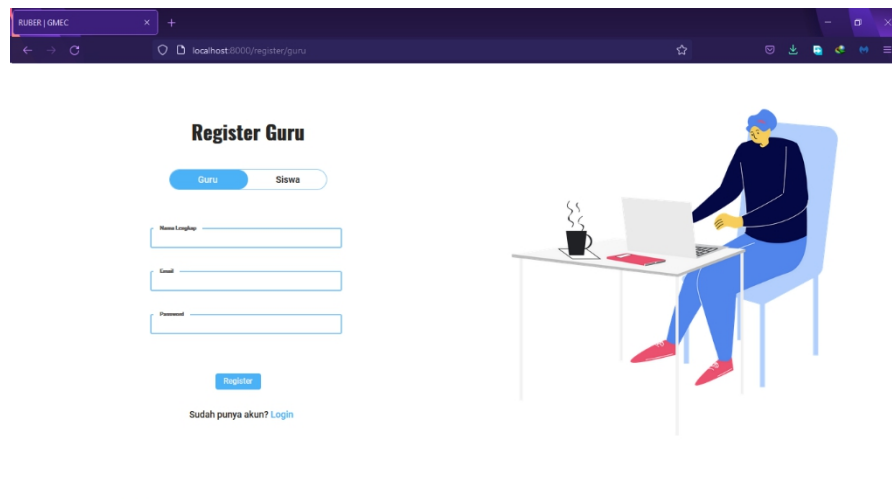 RUBER | GMEC
localhost:8000/register/guru
Register Guru
Guru Siswa
Nama Lengkap
Email
Password
Register
Sudah punya akun? Login